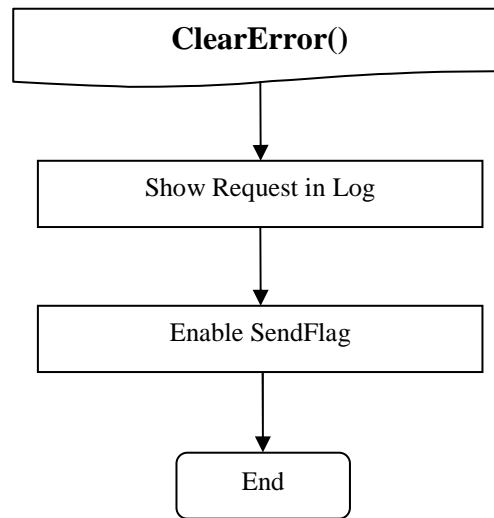 ClearError()
Show Request in Log
Enable SendFlag
End